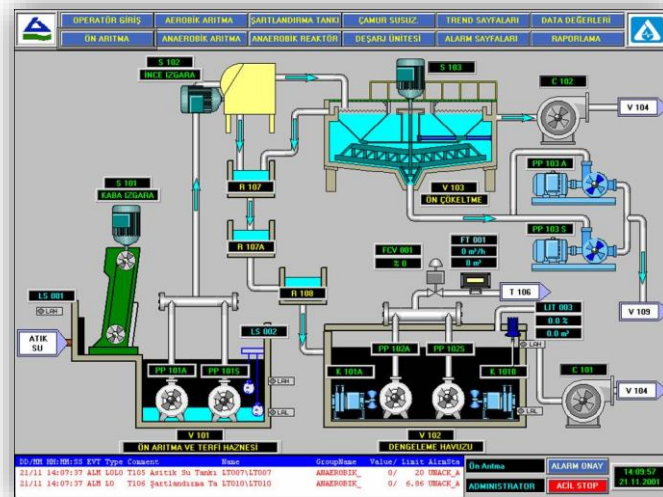 OPERATÖR GİRİŞ
AEROBİK ARITMA
ŞARTLANDIRMA TANKI
ÇAMUR SUSUZ.
TREND SAYFALARI
DATA DEĞERLERİ
ÖN ARITMA
ANAEROBİK ARITMA
ANAEROBİK REAKTÖR
DEŞARJ ÜNİTESİ
ALARM SAYFALARI
RAPORLAMA
S 102
İNCE IZGARA
S 103
C 102
V 104
S 101
KABA IZGARA
R 107
V 103
ÖN ÇÖKELTME
PP 103 A
R 107A
PP 103 S
FCV 001
% 0
FT 001
0 m³/h
0 m³
R 108
T 106
LS 001
LAH
LS 002
LIT 003
0.0 %
0.0 m³
V 109
ATIK
SU
LAH
PP 101A
PP 101S
LAH
LAL
PP 102A
PP 102S
K 101A
K 101B
LAL
C 101
V 104
V 101
ÖN ARITMA VE TERFİ HAZNESİ
V 102
DENGELEME HAVUZU
DD/MM HH:MM:SS EVT Type Comment Name GroupName Value/ Limit AlrmSta
21/11 14:07:37 ALM LOLO T105 Asitik Su Tankı LT007\LT007 ANAEROBIK_ 0/ 20 UNACK_A
21/11 14:07:37 ALM LO T106 Şartlandırma Ta LT010\LT010 ANAEROBIK_ 0/ 6.86 UNACK_A
Ön Arıtma
ALARM ONAY
14:09:57
ADMINISTRATOR
ACİL STOP
21.11.2001